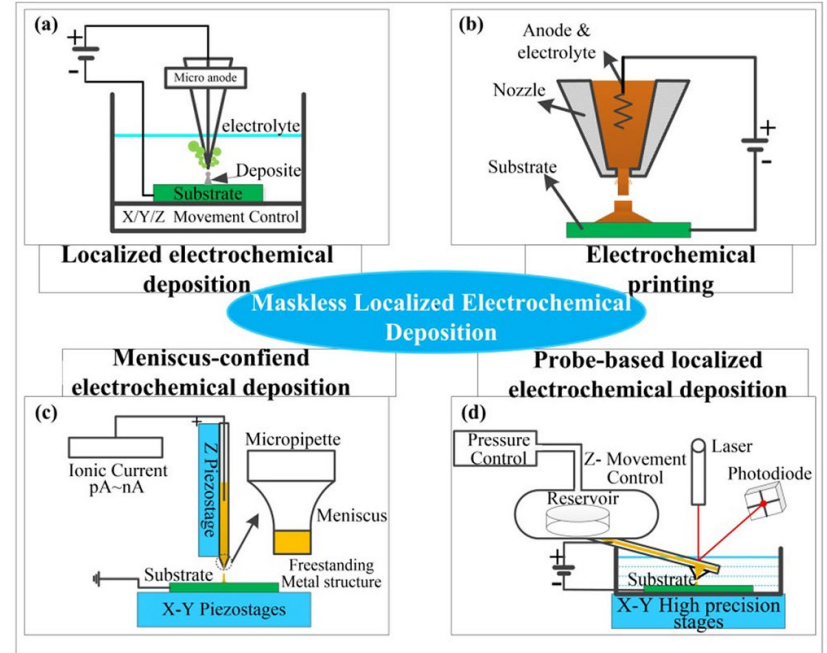 (a)
+
-
Micro anode
electrolyte
Deposite
Substrate
X/Y/Z Movement Control
Localized electrochemical
deposition
(b)
Anode &
electrolyte
Nozzle
Substrate
+
-
Electrochemical
printing
Maskless Localized Electrochemical
Deposition
Meniscus-confiend
electrochemical deposition
(c)
+
Ionic Current
pA~nA
Z Piezostage
Micropipette
Meniscus
Freestanding
Metal structure
Substrate
X-Y Piezostages
Probe-based localized
electrochemical deposition
(d)
Pressure
Control
Z- Movement
Control
Laser
Photodiode
Reservoir
+
-
Substrate
X-Y High precision
stages